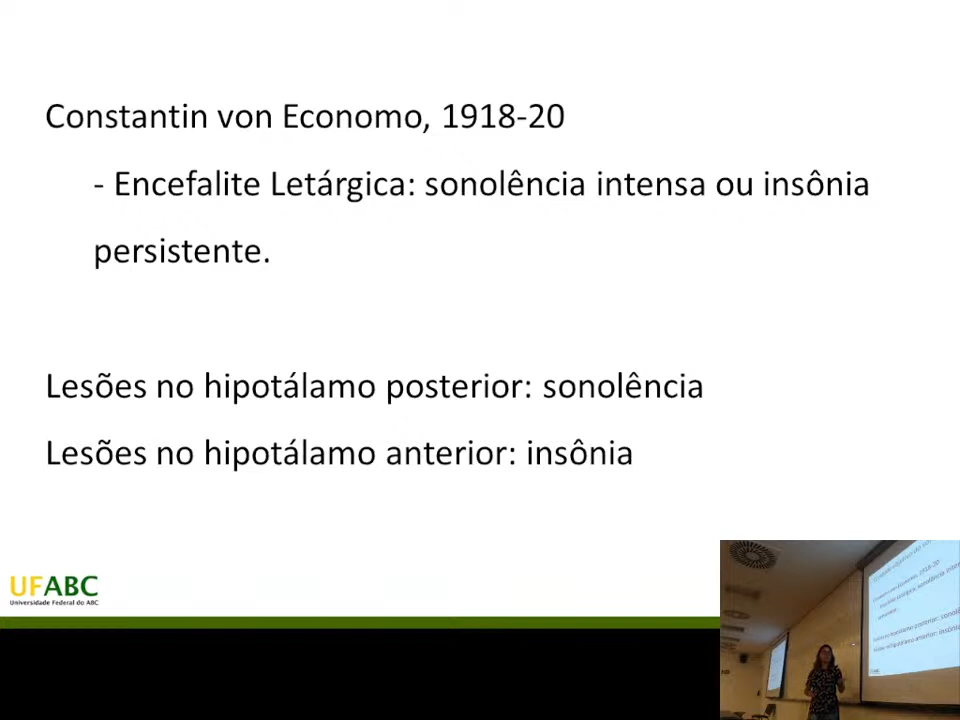 Constantin von Economo, 1918-20
- Encefalite Letárgica: sonolência intensa ou insônia
persistente.
Lesões no hipotálamo posterior: sonolência
Lesões no hipotálamo anterior: insônia
UFABC
Universidade Federal do ABC